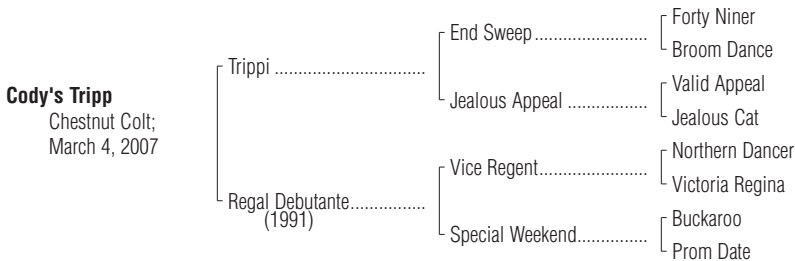 Forty Niner
End Sweep........................
Broom Dance
Trippi ................................
Valid Appeal
Jealous Appeal .................
Jealous Cat
Cody's Tripp
Chestnut Colt;
March 4, 2007
Northern Dancer
Vice Regent.......................
Victoria Regina
Regal Debutante................
(1991)
Buckaroo
Special Weekend...............
Prom Date